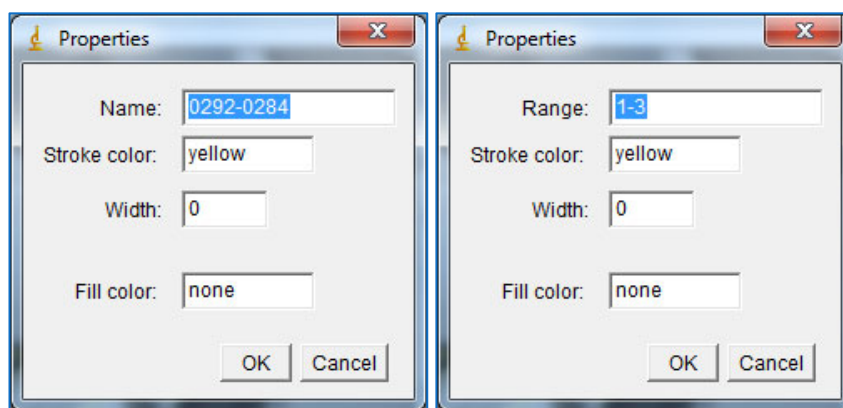 Properties
Name: 0292-0284
Stroke color: yellow
Width: 0
Fill color: none
OK Cancel
Properties
Range: 1-3
Stroke color: yellow
Width: 0
Fill color: none
OK Cancel